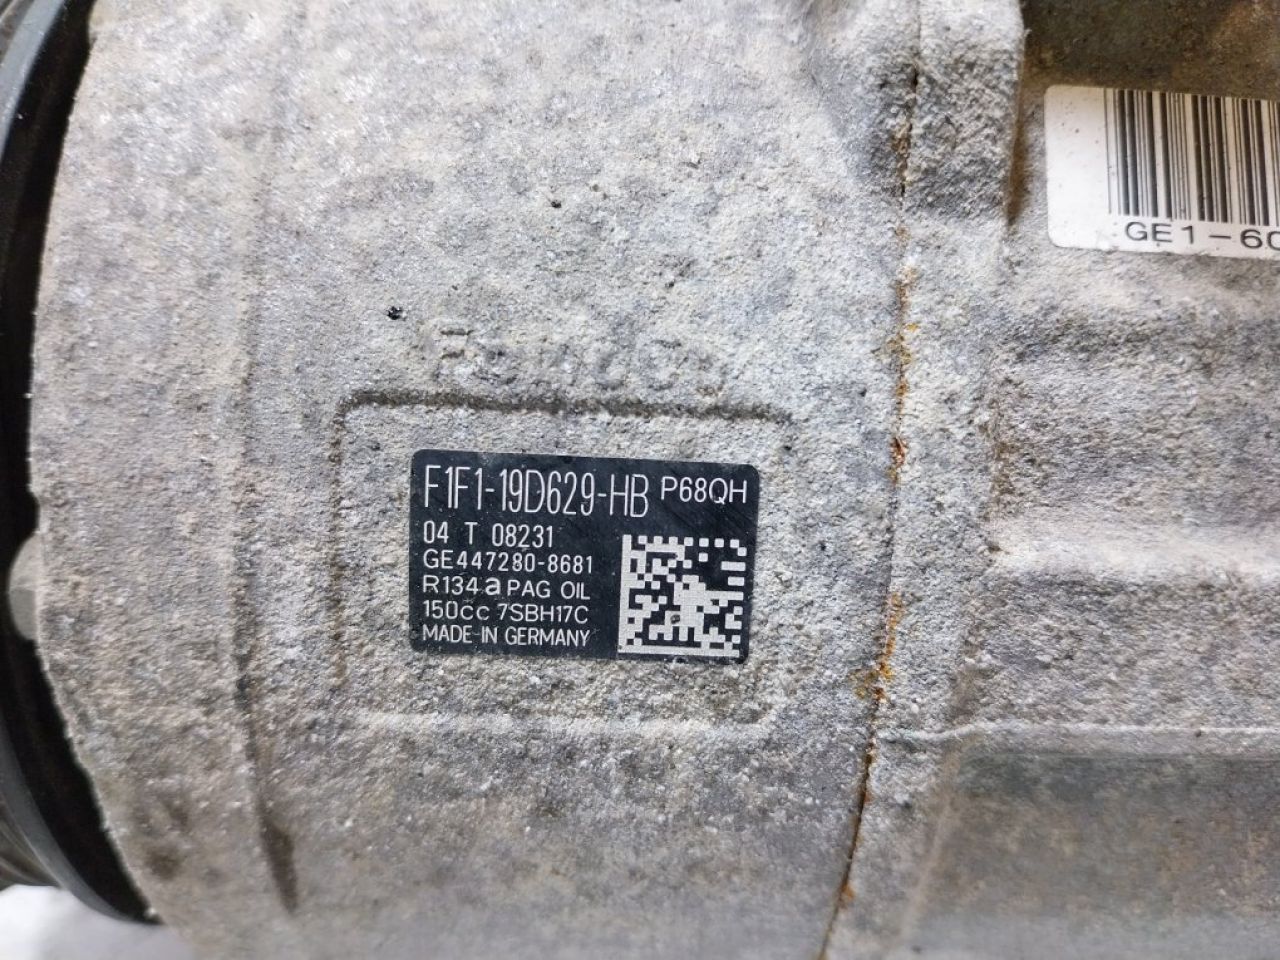 GE1-60
F1F1-19D629-HB P68QH
04 T 08231
GE447280-8681
R134a PAG OIL
150cc 7SBH17C
MADE IN GERMANY